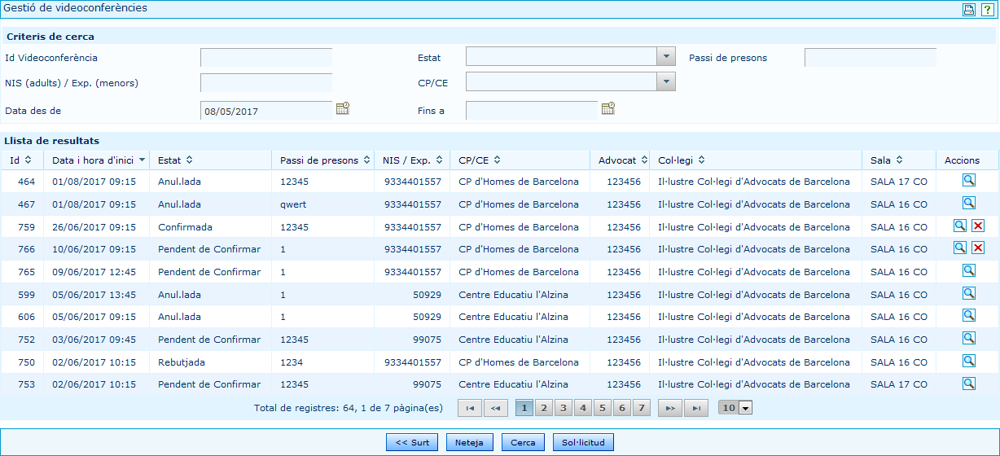 Gestió de videoconferències ?
Criteris de cerca
Id Videoconferència Estat Passi de presons
NIS (adults) / Exp. (menors) CP/CE
Data des de 08/05/2017 Fins a
Llista de resultats
Id Data i hora d'inici Estat Passi de presons NIS / Exp. CP/CE Advocat Col·legi Sala Accions
464 01/08/2017 09:15 Anul.lada 12345 9334401557 CP d'Homes de Barcelona 123456 Il·lustre Col·legi d'Advocats de Barcelona SALA 17 CO
467 01/08/2017 09:15 Anul.lada qwert 9334401557 CP d'Homes de Barcelona 123456 Il·lustre Col·legi d'Advocats de Barcelona SALA 16 CO
759 26/06/2017 09:15 Confirmada 12345 9334401557 CP d'Homes de Barcelona 123456 Il·lustre Col·legi d'Advocats de Barcelona SALA 16 CO
766 10/06/2017 09:15 Pendent de Confirmar 1 9334401557 CP d'Homes de Barcelona 123456 Il·lustre Col·legi d'Advocats de Barcelona SALA 16 CO
765 09/06/2017 12:45 Pendent de Confirmar 1 9334401557 CP d'Homes de Barcelona 123456 Il·lustre Col·legi d'Advocats de Barcelona SALA 16 CO
599 05/06/2017 13:45 Anul.lada 1 50929 Centre Educatiu l'Alzina 123456 Il·lustre Col·legi d'Advocats de Barcelona SALA 16 CO
606 05/06/2017 09:15 Anul.lada 1 50929 Centre Educatiu l'Alzina 123456 Il·lustre Col·legi d'Advocats de Barcelona SALA 16 CO
752 03/06/2017 09:45 Pendent de Confirmar 12345 99075 Centre Educatiu l'Alzina 123456 Il·lustre Col·legi d'Advocats de Barcelona SALA 16 CO
750 02/06/2017 10:15 Rebutjada 1234 9334401557 CP d'Homes de Barcelona 123456 Il·lustre Col·legi d'Advocats de Barcelona SALA 16 CO
753 02/06/2017 10:15 Pendent de Confirmar 12345 99075 Centre Educatiu l'Alzina 123456 Il·lustre Col·legi d'Advocats de Barcelona SALA 17 CO
Total de registres: 64, 1 de 7 pàgina(es) 1 2 3 4 5 6 7 10
<< Surt Neteja Cerca Sol·licitud